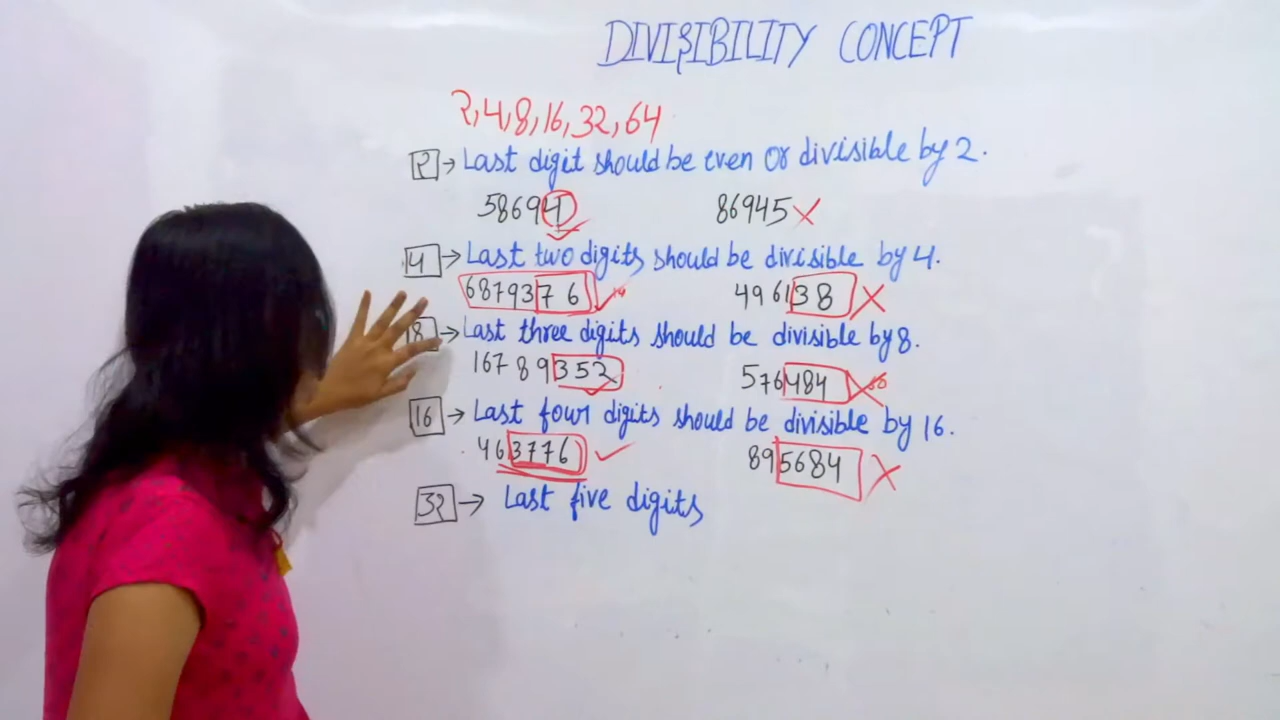 DIVISIBILITY CONCEPT
2, 4, 8, 16, 32, 64
2 → Last digit should be even or divisible by 2.
58694 86945
4 → Last two digits should be divisible by 4.
6879376 496138
8 → Last three digits should be divisible by 8.
16789352 576484
16 → Last four digits should be divisible by 16.
463776 895684
32 → Last five digits